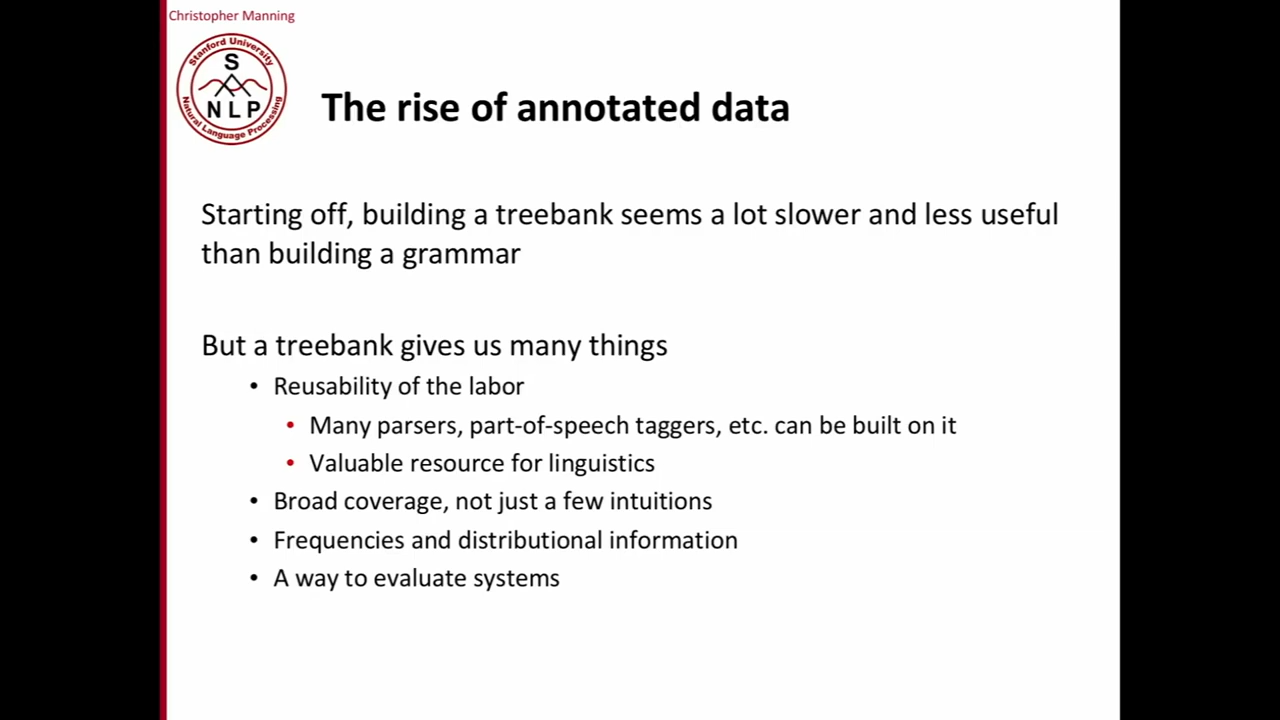 Christopher Manning
Stanford University
S
NLP
Natural Language Processing
The rise of annotated data
Starting off, building a treebank seems a lot slower and less useful
than building a grammar
But a treebank gives us many things
• Reusability of the labor
• Many parsers, part-of-speech taggers, etc. can be built on it
• Valuable resource for linguistics
• Broad coverage, not just a few intuitions
• Frequencies and distributional information
• A way to evaluate systems